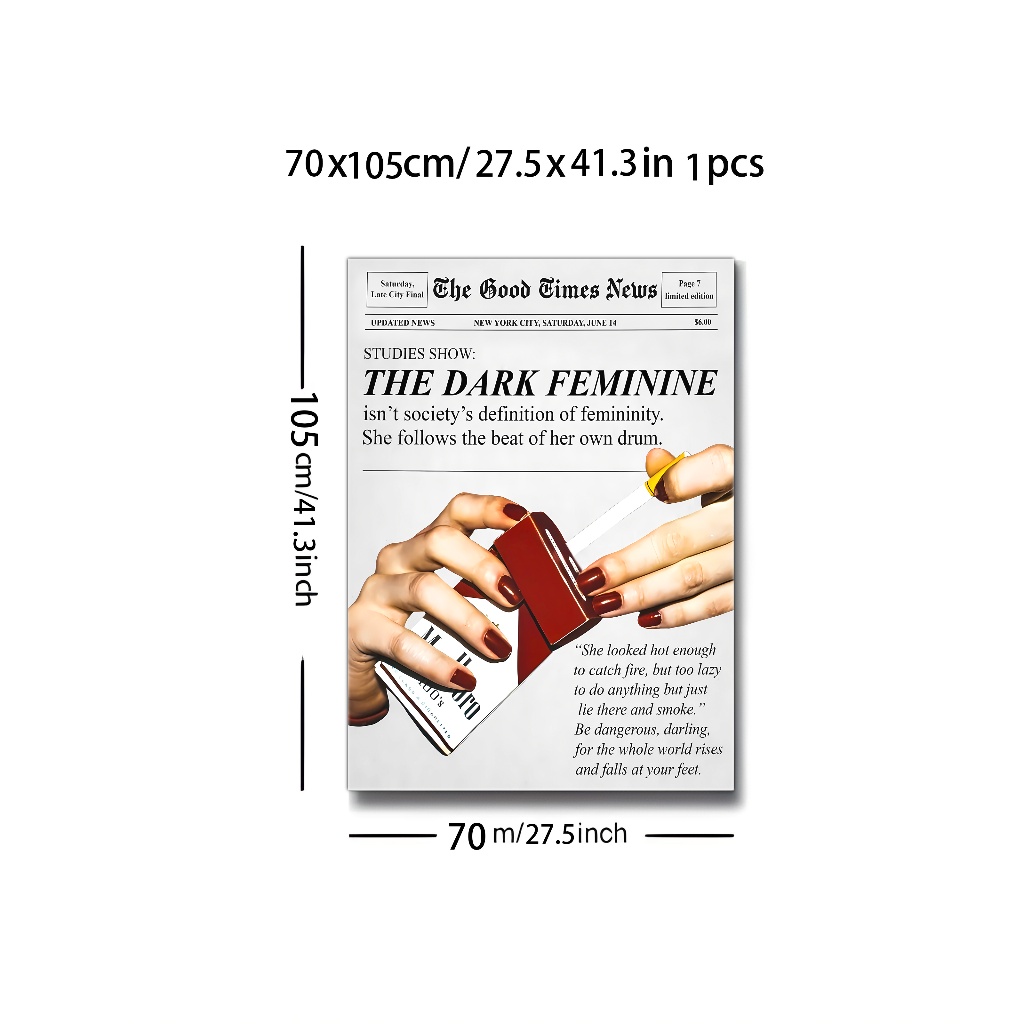 70x105cm/ 27.5x41.3in 1pcs
Saturday,
Late City Final
The Good Times News
Page 7
limited edition
UPDATED NEWS
NEW YORK CITY, SATURDAY, JUNE 14
$6.00
STUDIES SHOW:
THE DARK FEMININE
isn't society's definition of femininity.
She follows the beat of her own drum.
105cm/41.3inch
100's
"She looked hot enough
to catch fire, but too lazy
to do anything but just
lie there and smoke."
Be dangerous, darling,
for the whole world rises
and falls at your feet.
70 m/27.5inch